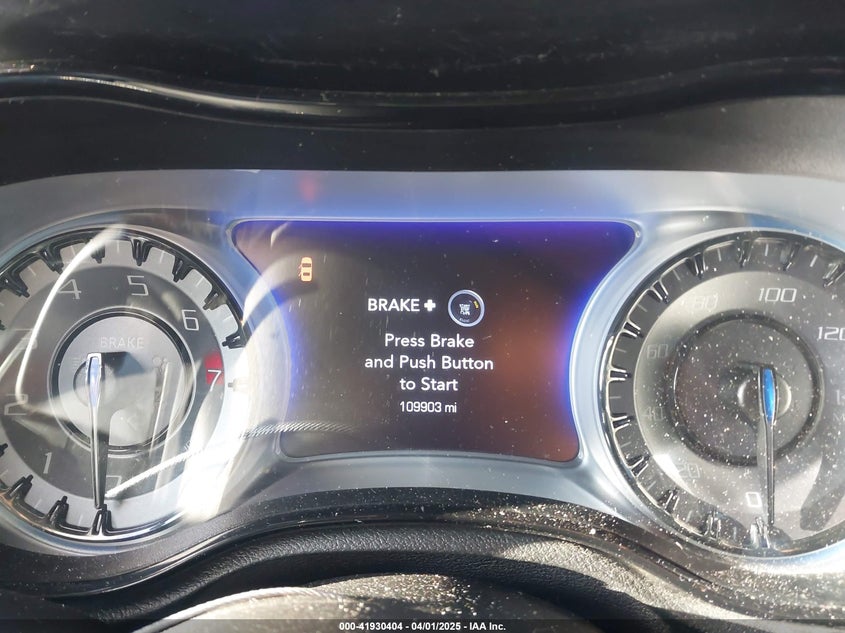 BRAKE +
Press Brake
and Push Button
to Start
109903 mi
1
2
4
5
6
7
BRAKE
0
20
40
60
80
100
120
000-41930404 - 04/01/2025 - IAA Inc.